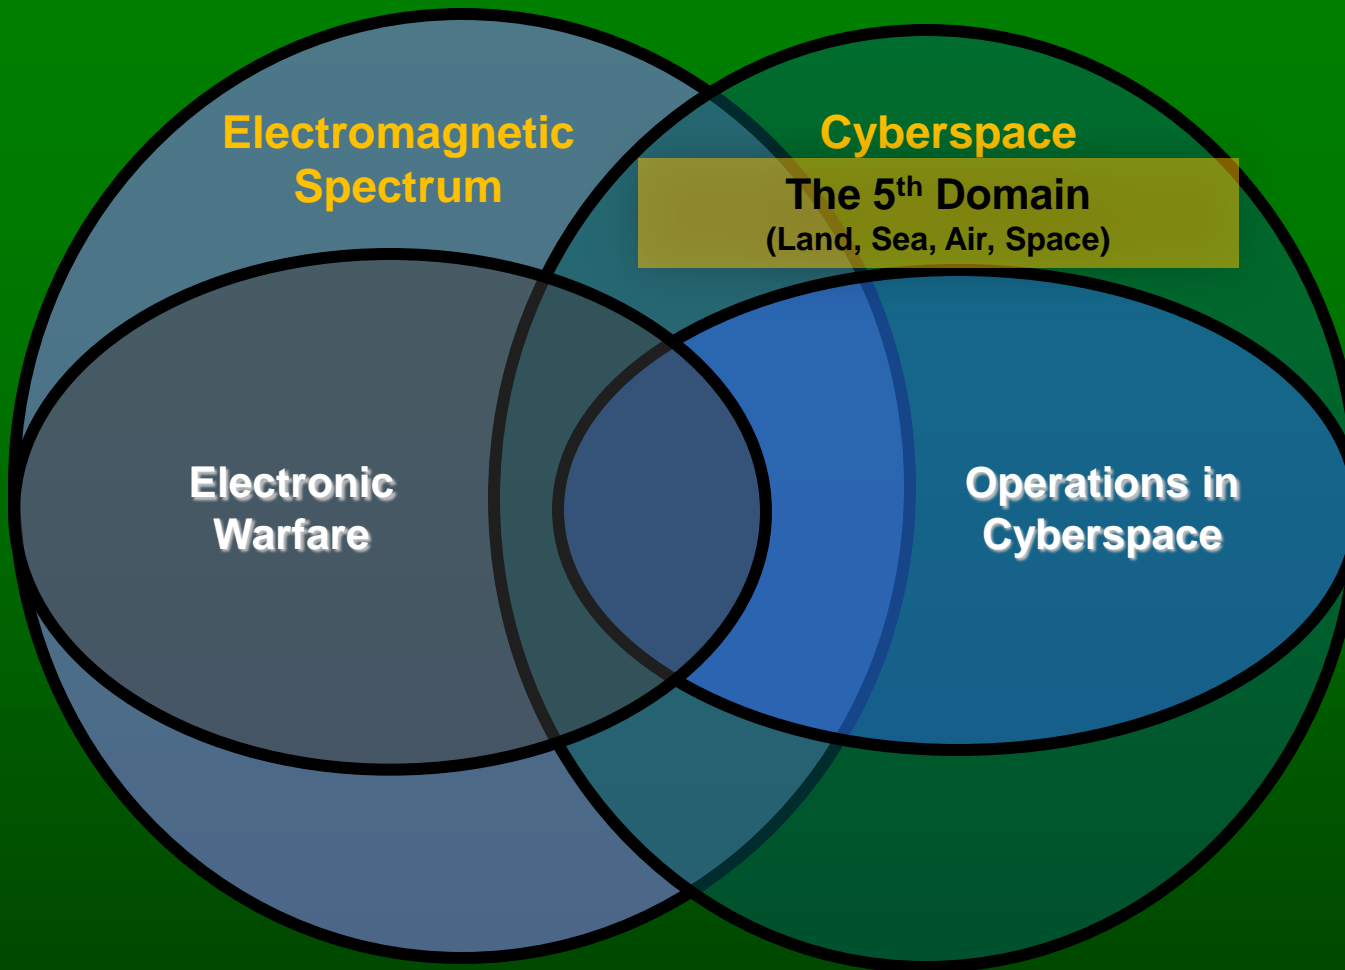 Electromagnetic
Spectrum
Cyberspace
The 5th Domain
(Land, Sea, Air, Space)
Electronic
Warfare
Operations in
Cyberspace